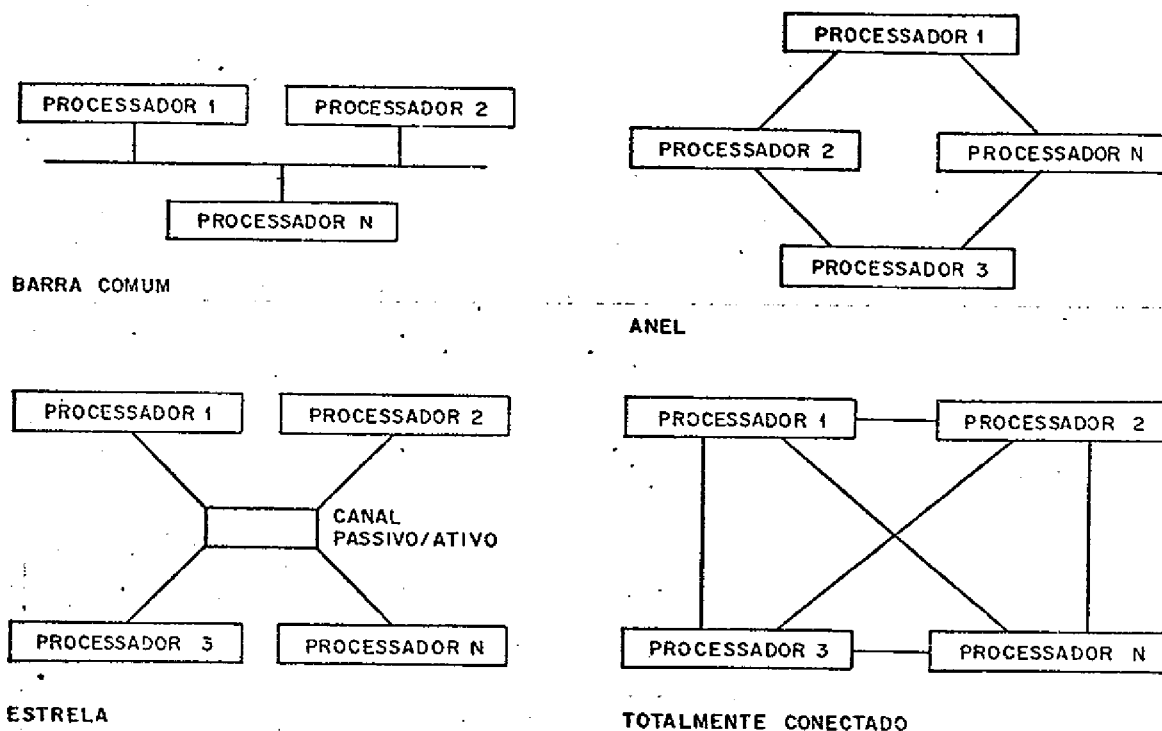 PROCESSADOR 1
PROCESSADOR 2
PROCESSADOR N
BARRA COMUM
PROCESSADOR 1
PROCESSADOR 2
PROCESSADOR N
PROCESSADOR 3
ANEL
PROCESSADOR 1
PROCESSADOR 2
CANAL
PASSIVO/ATIVO
PROCESSADOR 3
PROCESSADOR N
ESTRELA
PROCESSADOR 1
PROCESSADOR 2
PROCESSADOR 3
PROCESSADOR N
TOTALMENTE CONECTADO